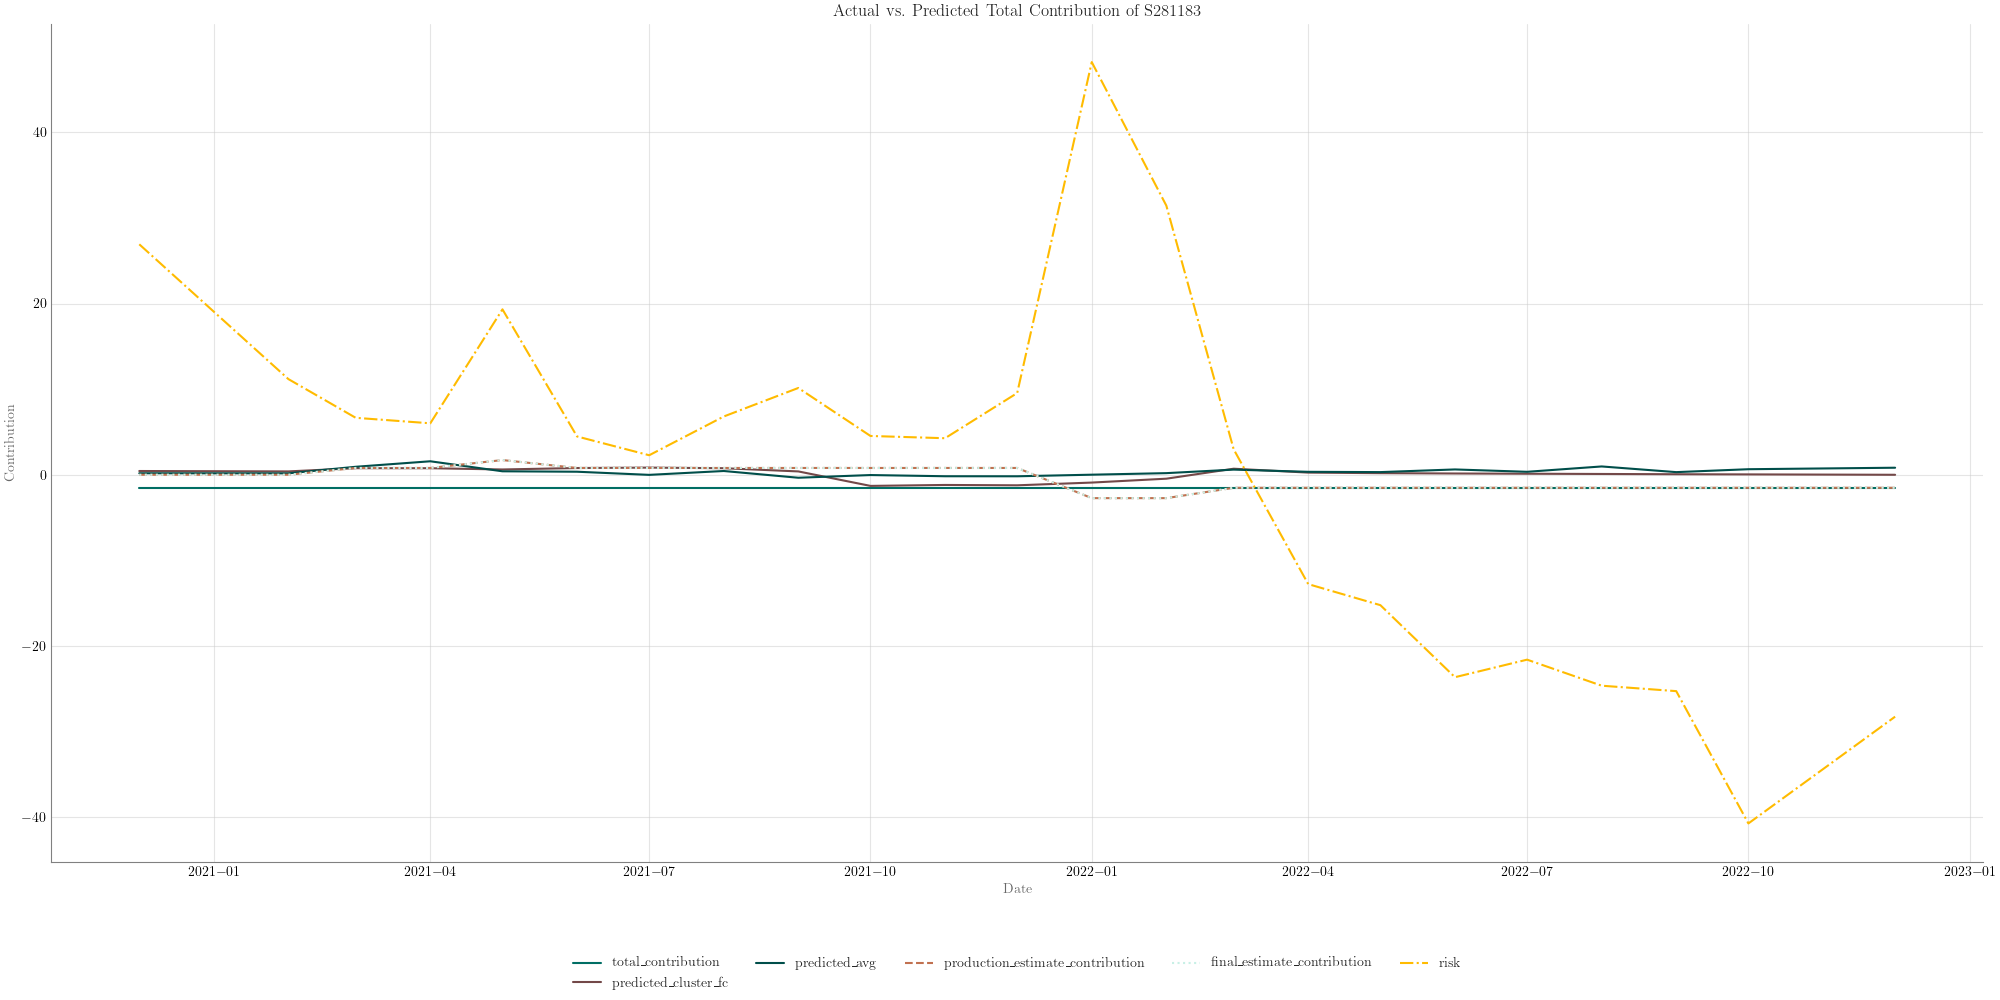 Actual vs. Predicted Total Contribution of S281183
Contribution
40
20
0
−20
−40
2021−01 2021−04 2021−07 2021−10 2022−01 2022−04 2022−07 2022−10 2023−01
Date
total_contribution predicted_avg production_estimate_contribution final_estimate_contribution risk
predicted_cluster_fc